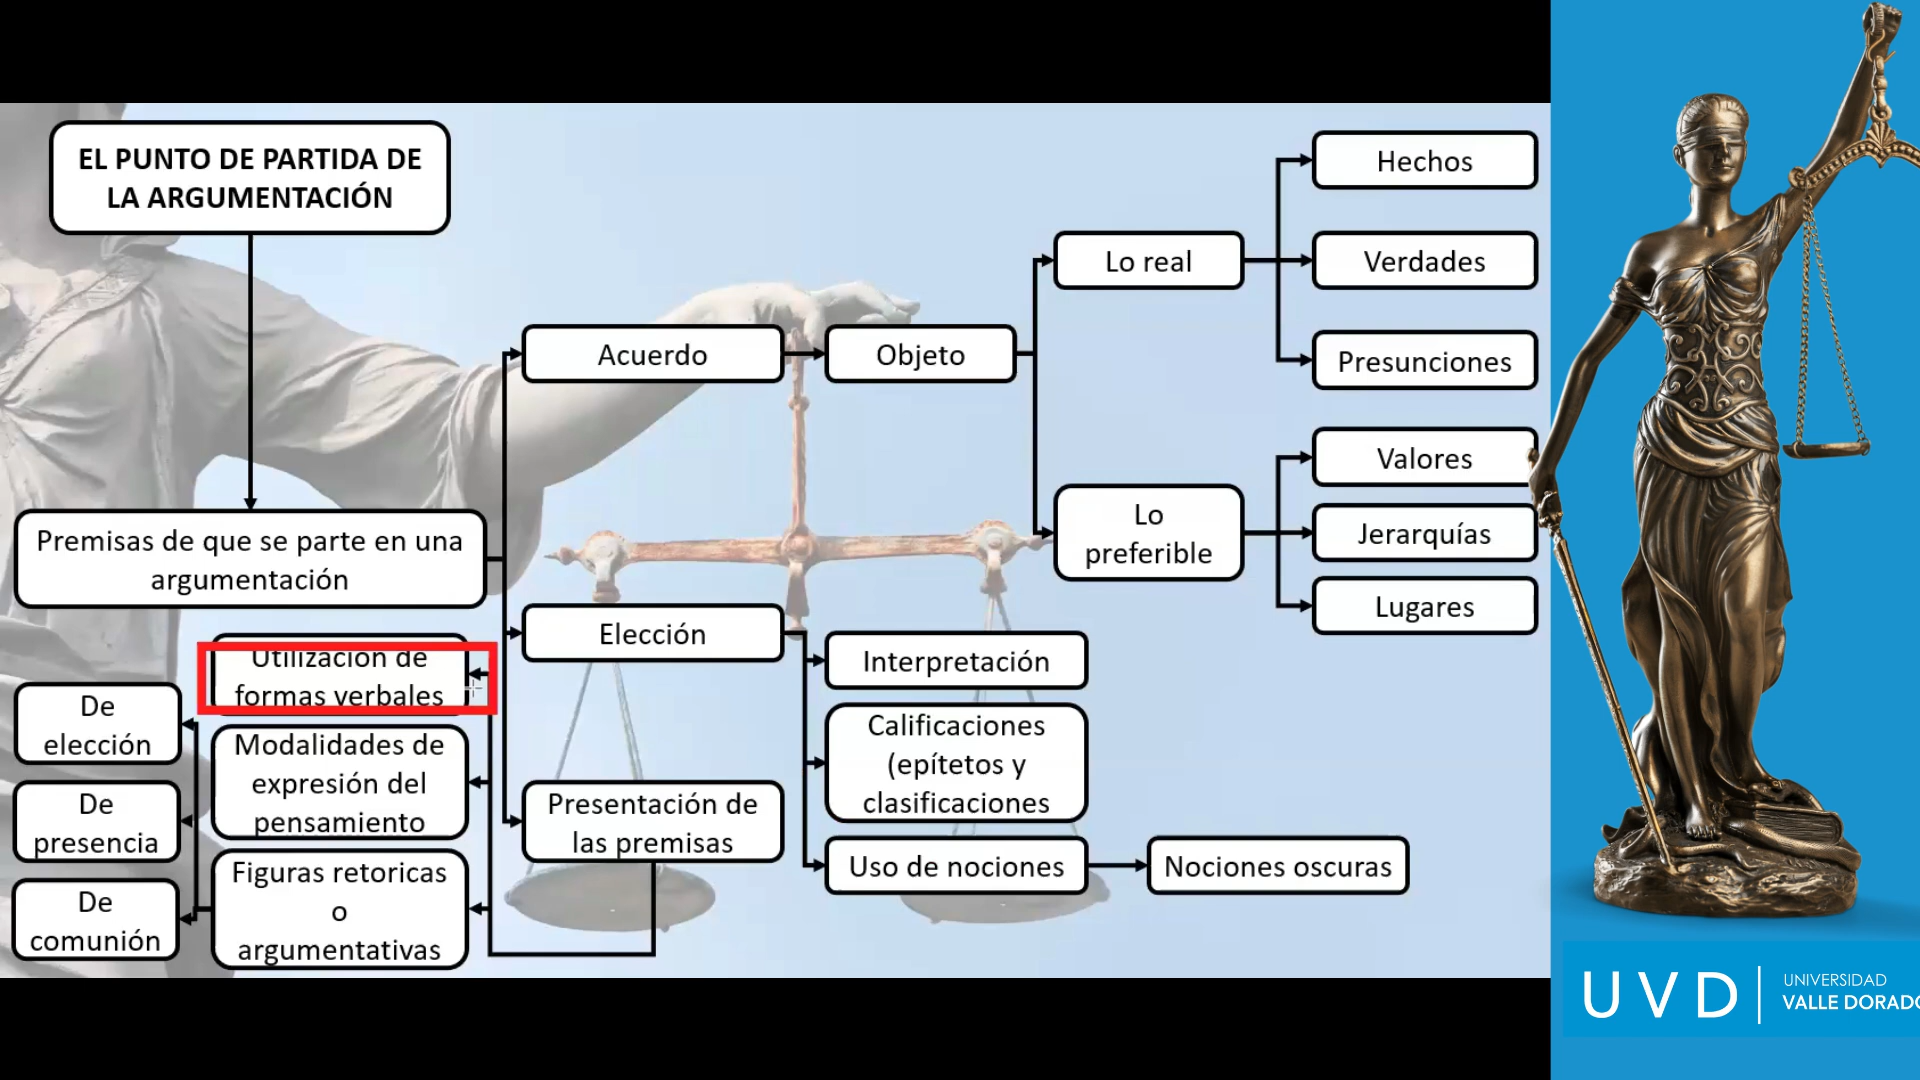 EL PUNTO DE PARTIDA DE
LA ARGUMENTACIÓN
Premisas de que se parte en una
argumentación
Acuerdo
Objeto
Lo real
Hechos
Verdades
Presunciones
Lo
preferible
Valores
Jerarquías
Lugares
Elección
Interpretación
Calificaciones
(epítetos y
clasificaciones
Uso de nociones
Nociones oscuras
Presentación de
las premisas
Utilización de
formas verbales
Modalidades de
expresión del
pensamiento
Figuras retoricas
o
argumentativas
De
elección
De
presencia
De
comunión
UVD
UNIVERSIDAD
VALLE DORADO